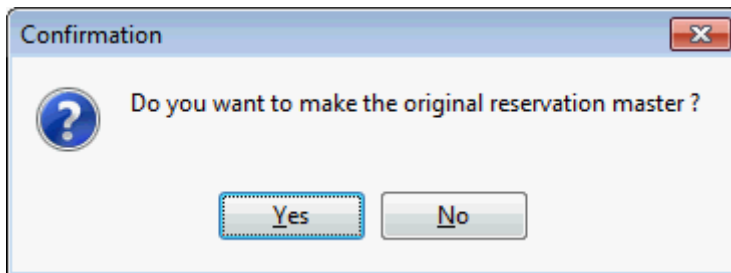 Confirmation
Do you want to make the original reservation master ?
Yes
No